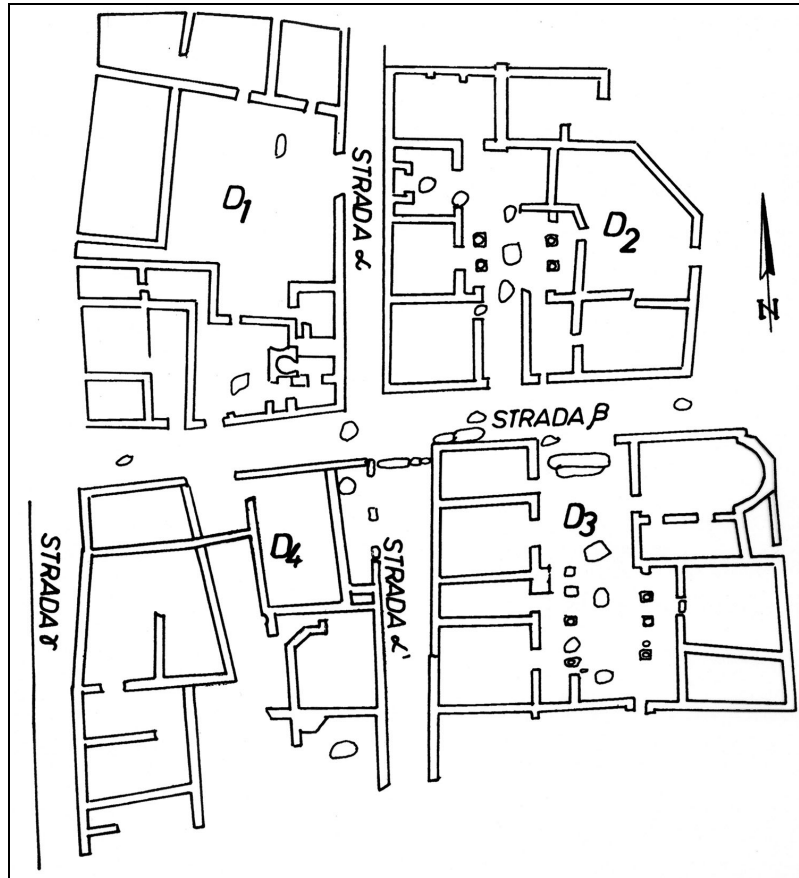 D1
STRADA α
D2
N
STRADA β
D3
STRADA γ
D4
STRADA α'